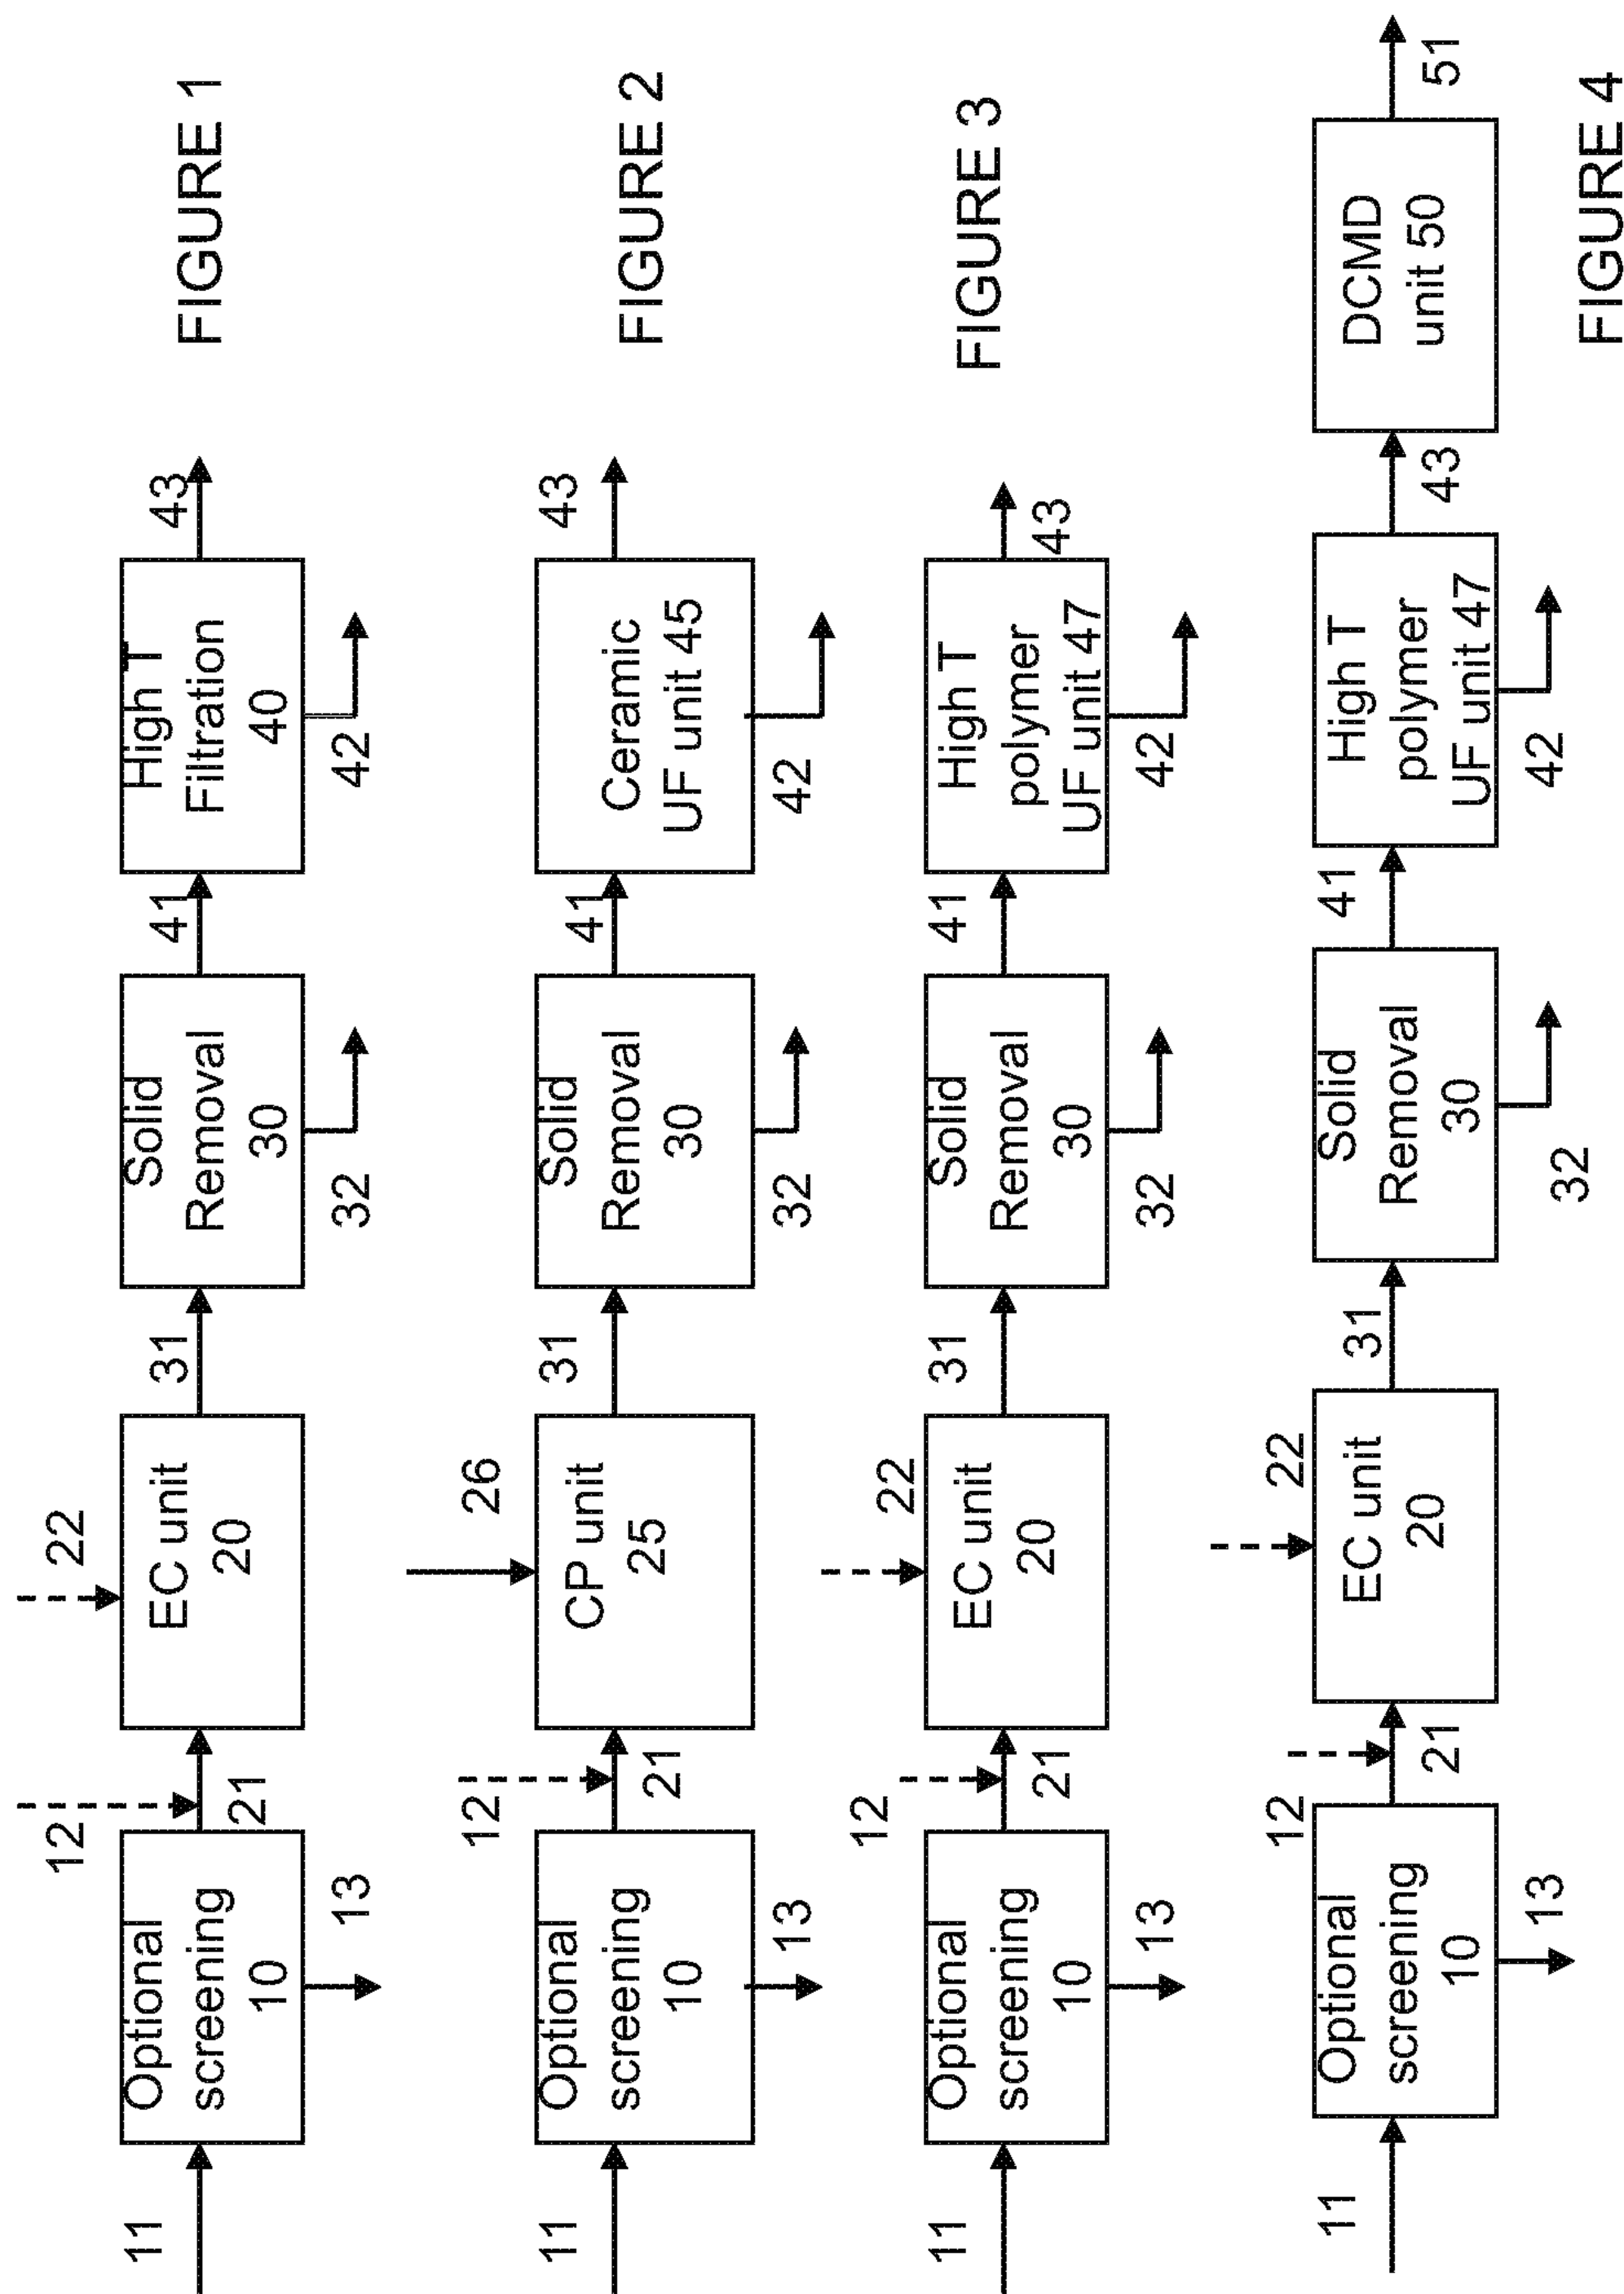 FIGURE 1
11
Optional
screening
10
13
12
21
22
EC unit
20
31
Solid
Removal
30
32
41
High T
Filtration
40
42
43
FIGURE 2
11
Optional
screening
10
13
12
21
26
CP unit
25
31
Solid
Removal
30
32
41
Ceramic
UF unit 45
42
43
FIGURE 3
11
Optional
screening
10
13
12
21
22
EC unit
20
31
Solid
Removal
30
32
41
High T
polymer
UF unit 47
42
43
11
Optional
screening
10
13
12
21
22
EC unit
20
31
Solid
Removal
30
32
41
High T
polymer
UF unit 47
42
43
DCMD
unit 50
51
FIGURE 4